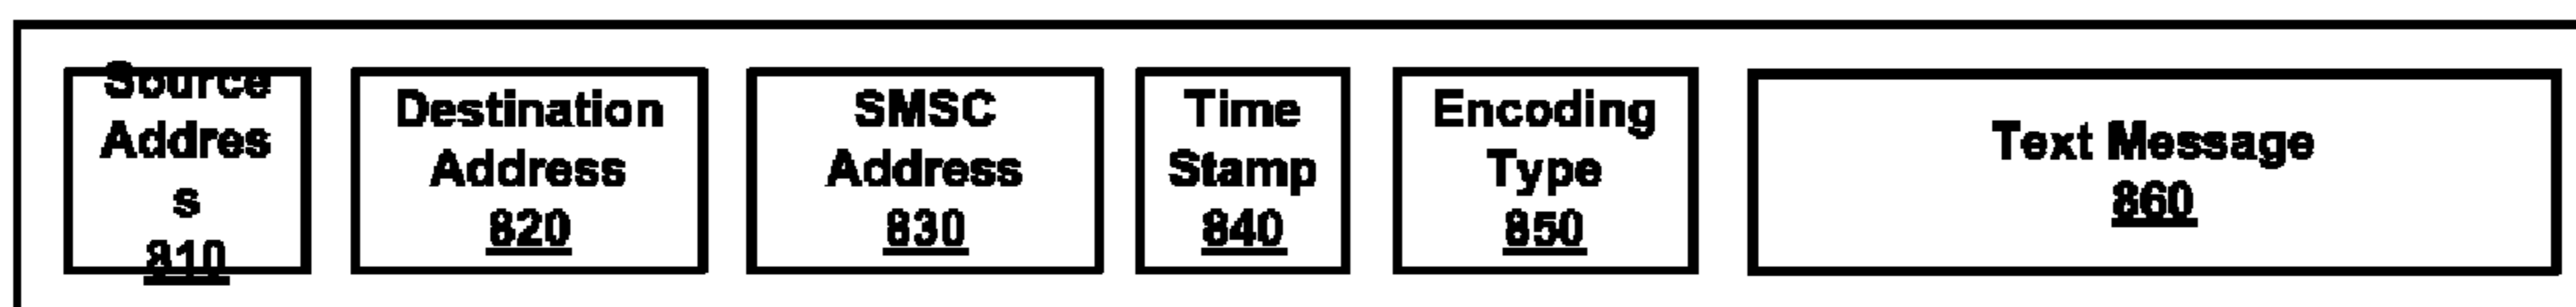 Source
Addres
s
810
Destination
Address
820
SMSC
Address
830
Time
Stamp
840
Encoding
Type
850
Text Message
860